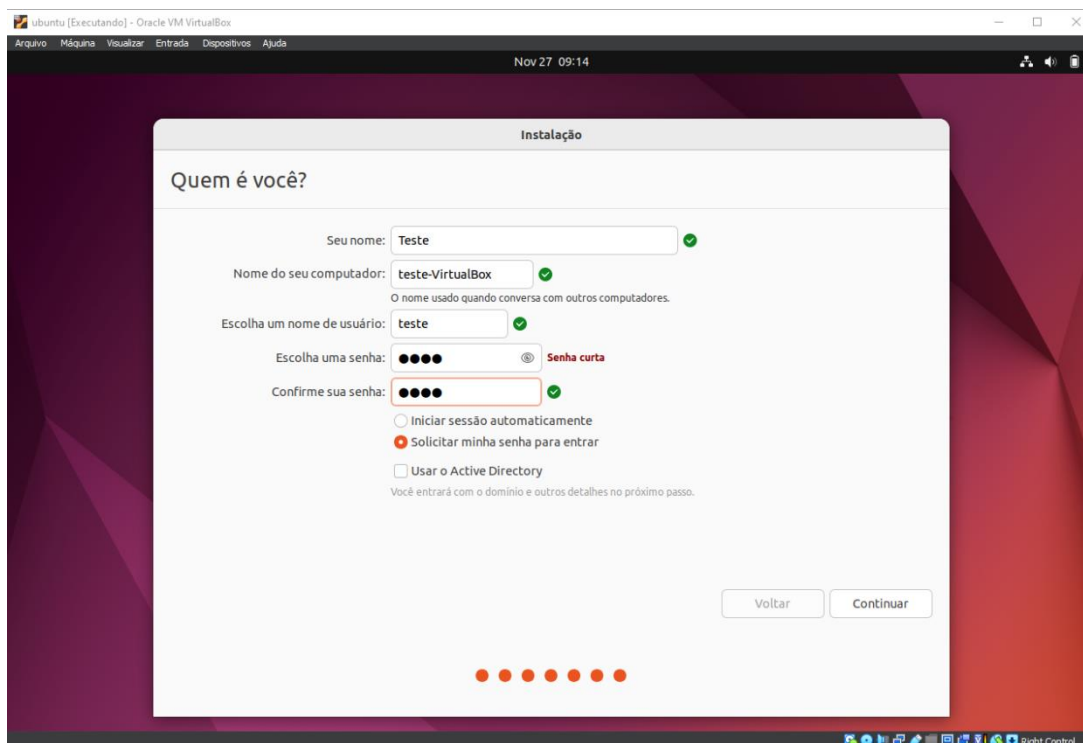 ubuntu [Executando] - Oracle VM VirtualBox
Arquivo Máquina Visualizar Entrada Dispositivos Ajuda
Nov 27 09:14
Instalação
Quem é você?
Seu nome: Teste
Nome do seu computador: teste-VirtualBox
O nome usado quando conversa com outros computadores.
Escolha um nome de usuário: teste
Escolha uma senha: ●●●● Senha curta
Confirme sua senha: ●●●●
Iniciar sessão automaticamente
Solicitar minha senha para entrar
Usar o Active Directory
Você entrará com o domínio e outros detalhes no próximo passo.
Voltar Continuar
Right Control